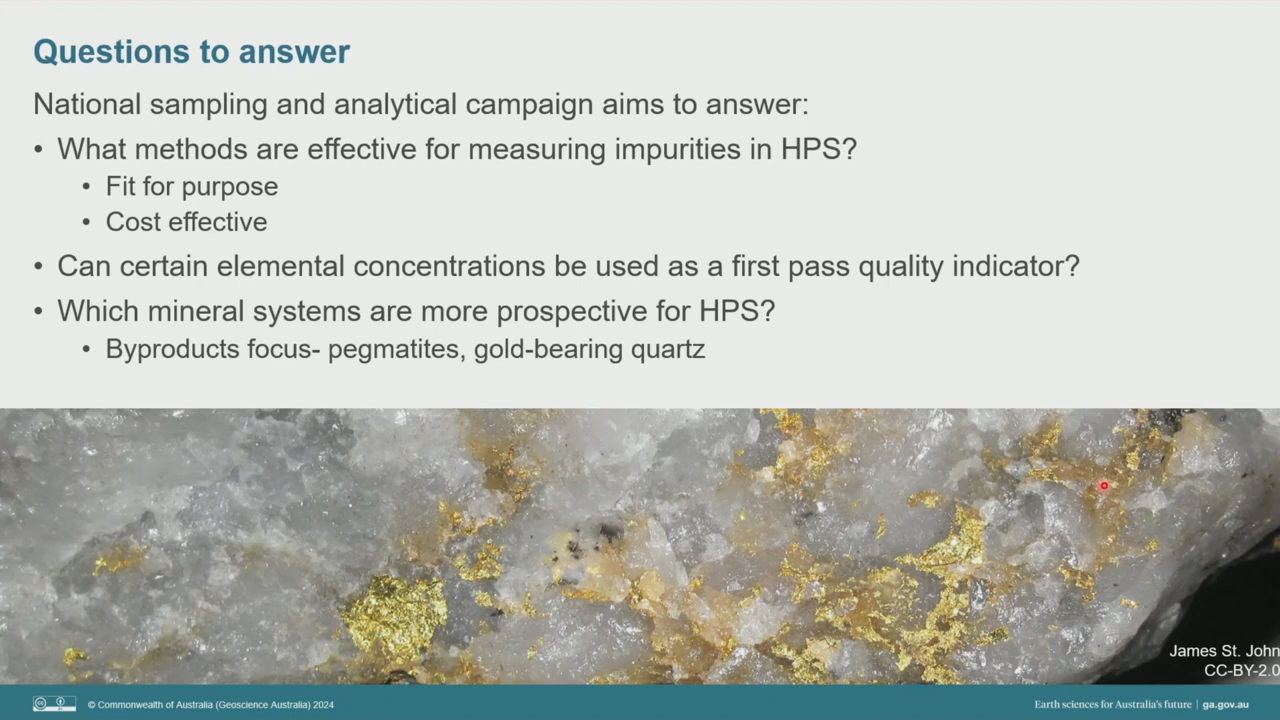 Questions to answer
National sampling and analytical campaign aims to answer:
• What methods are effective for measuring impurities in HPS?
• Fit for purpose
• Cost effective
• Can certain elemental concentrations be used as a first pass quality indicator?
• Which mineral systems are more prospective for HPS?
• Byproducts focus- pegmatites, gold-bearing quartz
James St. John
CC-BY-2.0
© Commonwealth of Australia (Geoscience Australia) 2024
Earth sciences for Australia's future | ga.gov.au